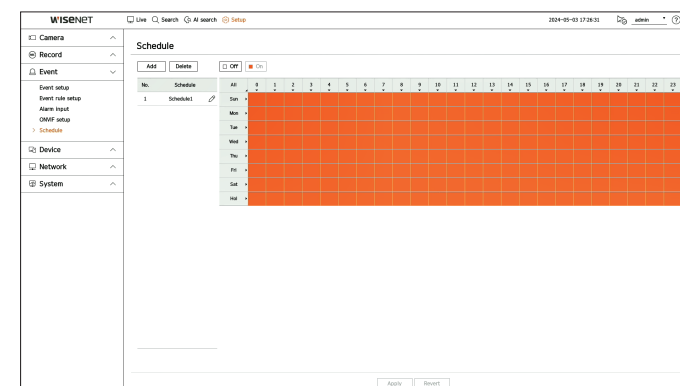 WISENET
Live Search AI search Setup
2024-05-03 17:26:31 admin
Camera
Record
Event
Event setup
Event rule setup
Alarm input
ONVIF setup
> Schedule
Device
Network
System
Schedule
Add Delete Off On
No. Schedule
1 Schedule1
All 0 1 2 3 4 5 6 7 8 9 10 11 12 13 14 15 16 17 18 19 20 21 22 23
Sun
Mon
Tue
Wed
Thu
Fri
Sat
Hol
Apply Revert